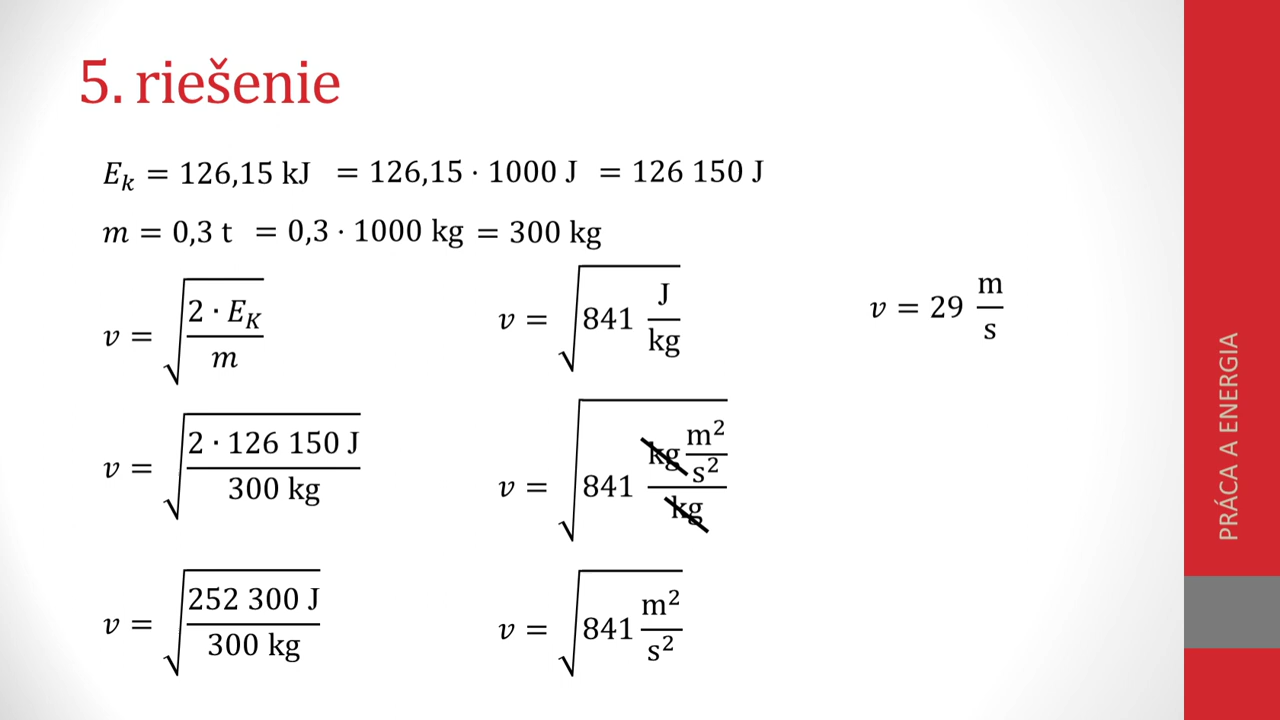 5. riešenie
E_k = 126,15 kJ = 126,15 · 1000 J = 126 150 J
m = 0,3 t = 0,3 · 1000 kg = 300 kg
v = √(2 · E_K / m)
v = √(2 · 126 150 J / 300 kg)
v = √(252 300 J / 300 kg)
v = √(841 J / kg)
v = √(841 kg m² / s² / kg)
v = √(841 m² / s²)
v = 29 m / s
PRÁCA A ENERGIA